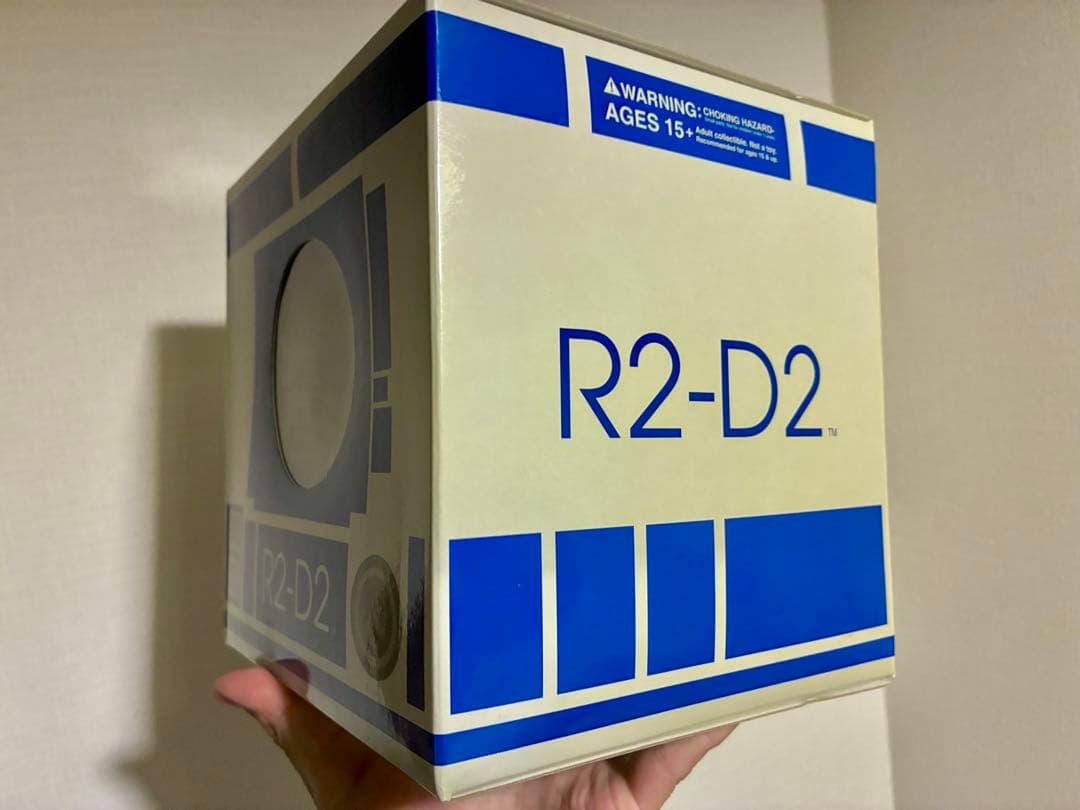 ⚠WARNING: CHOKING HAZARD-
AGES 15+ Adult collectible. Not a toy.
Recommended for ages 15 & up.
R2-D2™
R2-D2